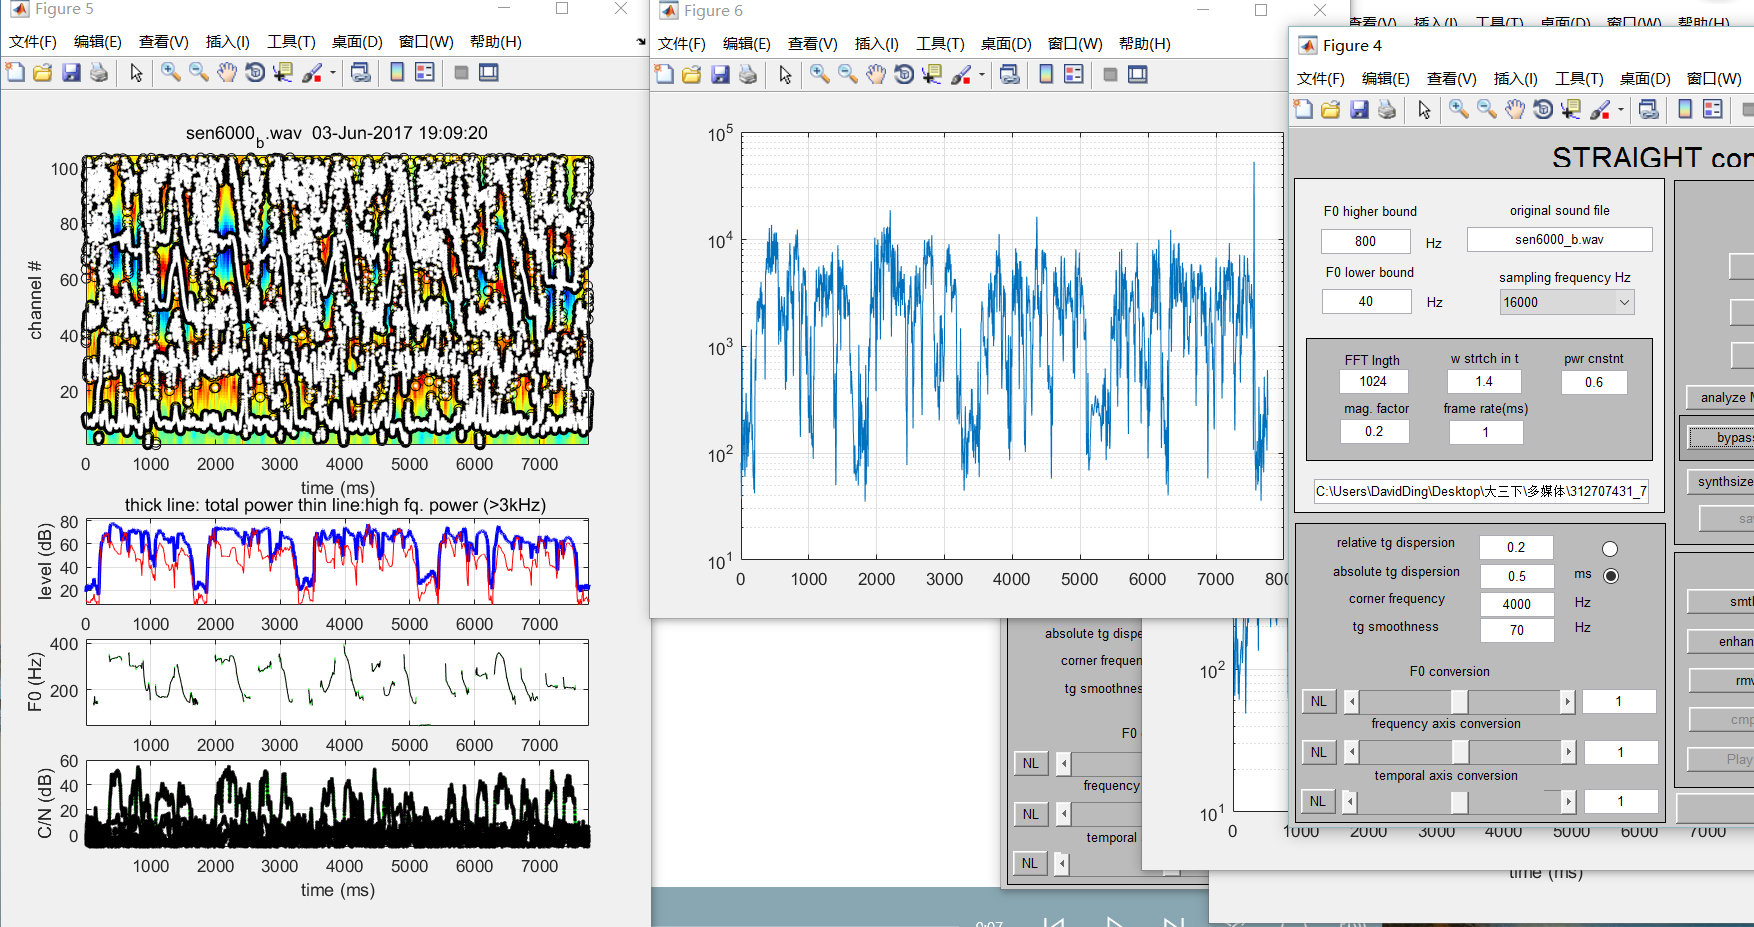 Figure 5
文件(F) 编辑(E) 查看(V) 插入(I) 工具(T) 桌面(D) 窗口(W) 帮助(H)
sen6000_b.wav 03-Jun-2017 19:09:20
b
channel #
100
80
60
40
20
0 1000 2000 3000 4000 5000 6000 7000
time (ms)
thick line: total power thin line:high fq. power (>3kHz)
level (dB)
80
60
40
20
1000 2000 3000 4000 5000 6000 7000
F0 (Hz)
400
200
1000 2000 3000 4000 5000 6000 7000
C/N (dB)
60
40
20
0
1000 2000 3000 4000 5000 6000 7000
time (ms)
Figure 6
文件(F) 编辑(E) 查看(V) 插入(I) 工具(T) 桌面(D) 窗口(W) 帮助(H)
10^5
10^4
10^3
10^2
10^1
0 1000 2000 3000 4000 5000 6000 7000 800
查看(V) 插入(I) 工具(T) 桌面(D) 窗口(W) 帮助(H)
Figure 4
文件(F) 编辑(E) 查看(V) 插入(I) 工具(T) 桌面(D) 窗口(W)
STRAIGHT con
F0 higher bound
800 Hz
F0 lower bound
40 Hz
original sound file
sen6000_b.wav
sampling frequency Hz
16000
FFT lngth w strtch in t pwr cnstnt
1024 1.4 0.6
mag. factor frame rate(ms)
0.2 1
C:\Users\DavidDing\Desktop\大三下\多媒体\312707431_7
relative tg dispersion 0.2
absolute tg dispersion 0.5 ms
corner frequency 4000 Hz
tg smoothness 70 Hz
F0 conversion
NL 1
frequency axis conversion
NL 1
temporal axis conversion
NL 1
analyze M
bypas
synthsize
sa
smt
enhan
rmv
cmp
Play
absolute tg dispe
corner frequen
tg smoothnes
F0
NL
frequency
NL
temporal
NL
10^2
10^1
0 1000 2000 3000 4000 5000 6000 7000
time (ms)
0:07